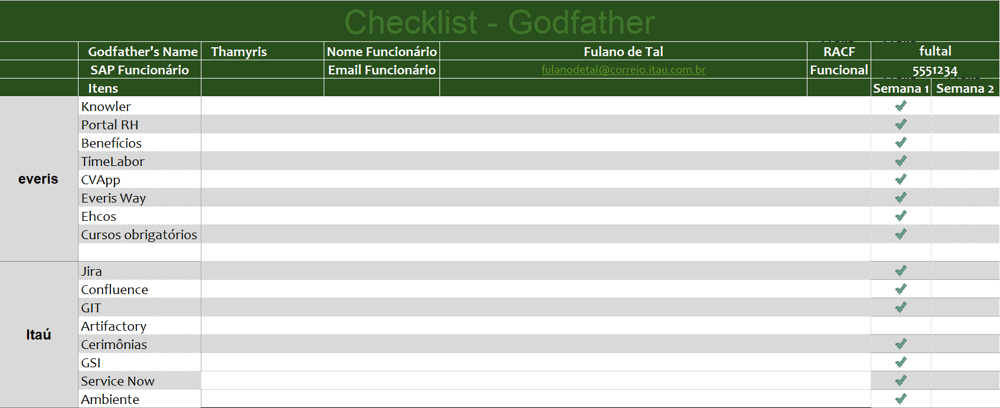 Checklist - Godfather
Godfather's Name Thamyris Nome Funcionário Fulano de Tal RACF fultal
SAP Funcionário Email Funcionário fulanodetal@correio.itau.com.br Funcional 5551234
Itens Semana 1 Semana 2
everis
Knowler
Portal RH
Benefícios
TimeLabor
CVApp
Everis Way
Ehcos
Cursos obrigatórios
Itaú
Jira
Confluence
GIT
Artifactory
Cerimônias
GSI
Service Now
Ambiente